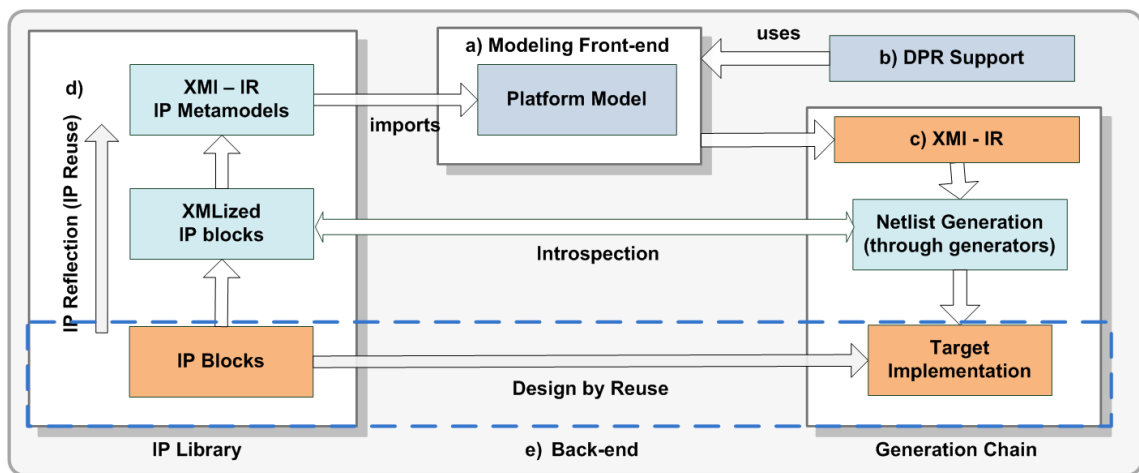 a) Modeling Front-end
uses
b) DPR Support
d)
XMI – IR
IP Metamodels
imports
Platform Model
c) XMI - IR
IP Reflection (IP Reuse)
XMLized
IP blocks
Introspection
Netlist Generation
(through generators)
IP Blocks
Design by Reuse
Target
Implementation
IP Library
e) Back-end
Generation Chain